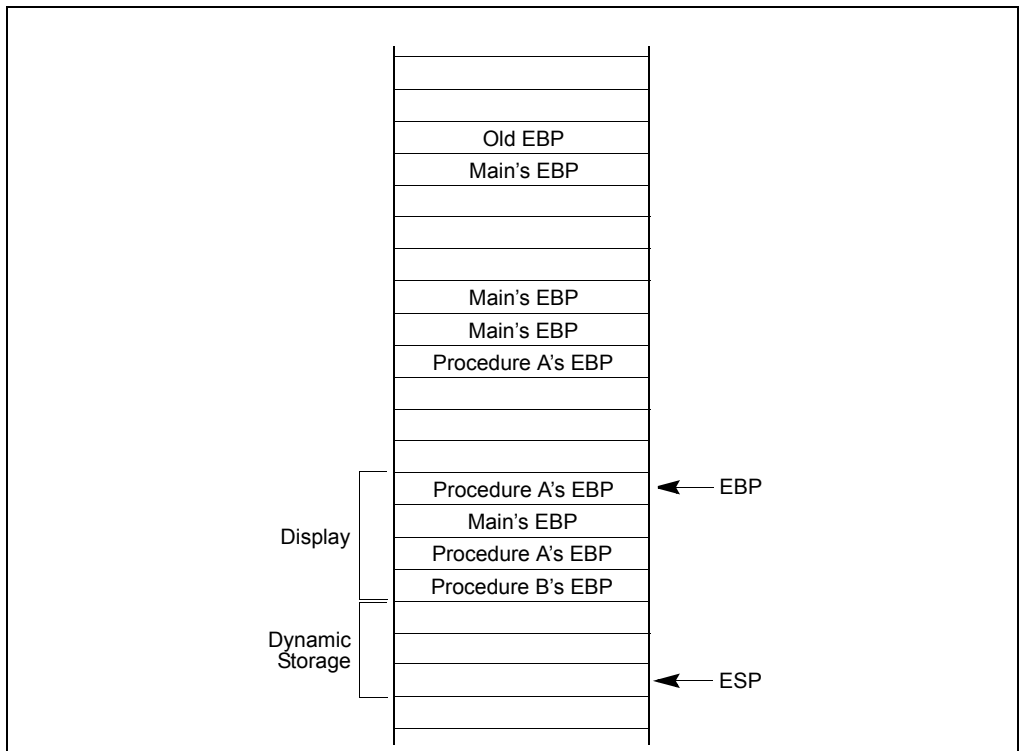 Old EBP
Main's EBP
Main's EBP
Main's EBP
Procedure A's EBP
Procedure A's EBP
EBP
Main's EBP
Display
Procedure A's EBP
Procedure B's EBP
Dynamic
Storage
ESP